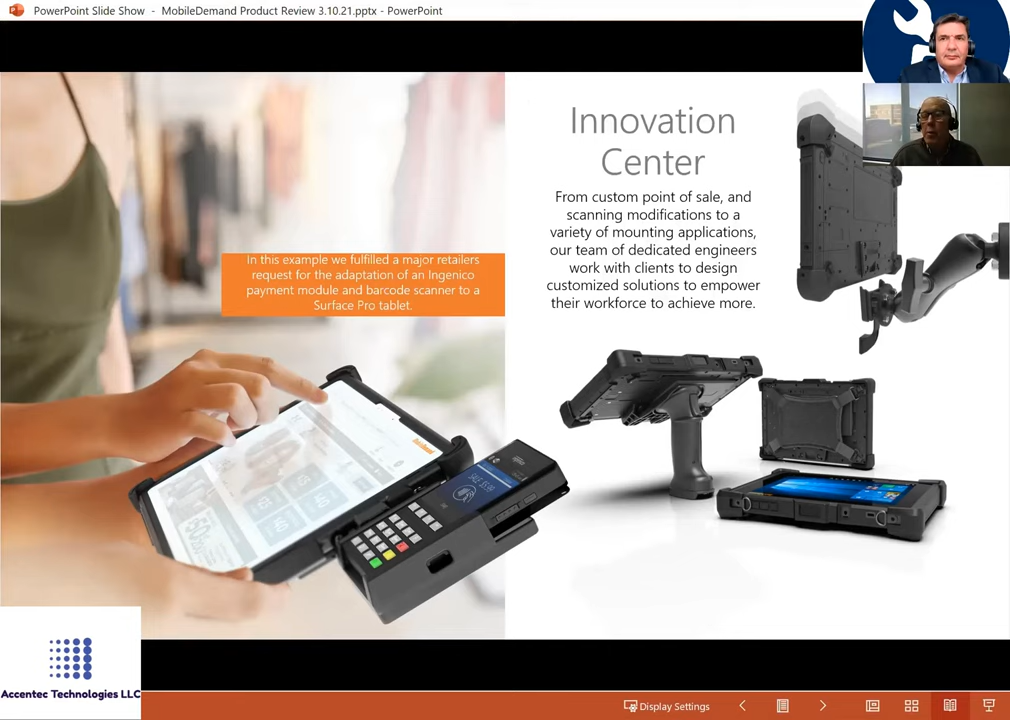 PowerPoint Slide Show - MobileDemand Product Review 3.10.21.pptx - PowerPoint
Innovation
Center
From custom point of sale, and
scanning modifications to a
variety of mounting applications,
our team of dedicated engineers
work with clients to design
customized solutions to empower
their workforce to achieve more.
In this example we fulfilled a major retailers
request for the adaptation of an Ingenico
payment module and barcode scanner to a
Surface Pro tablet.
Accentec Technologies LLC
Display Settings